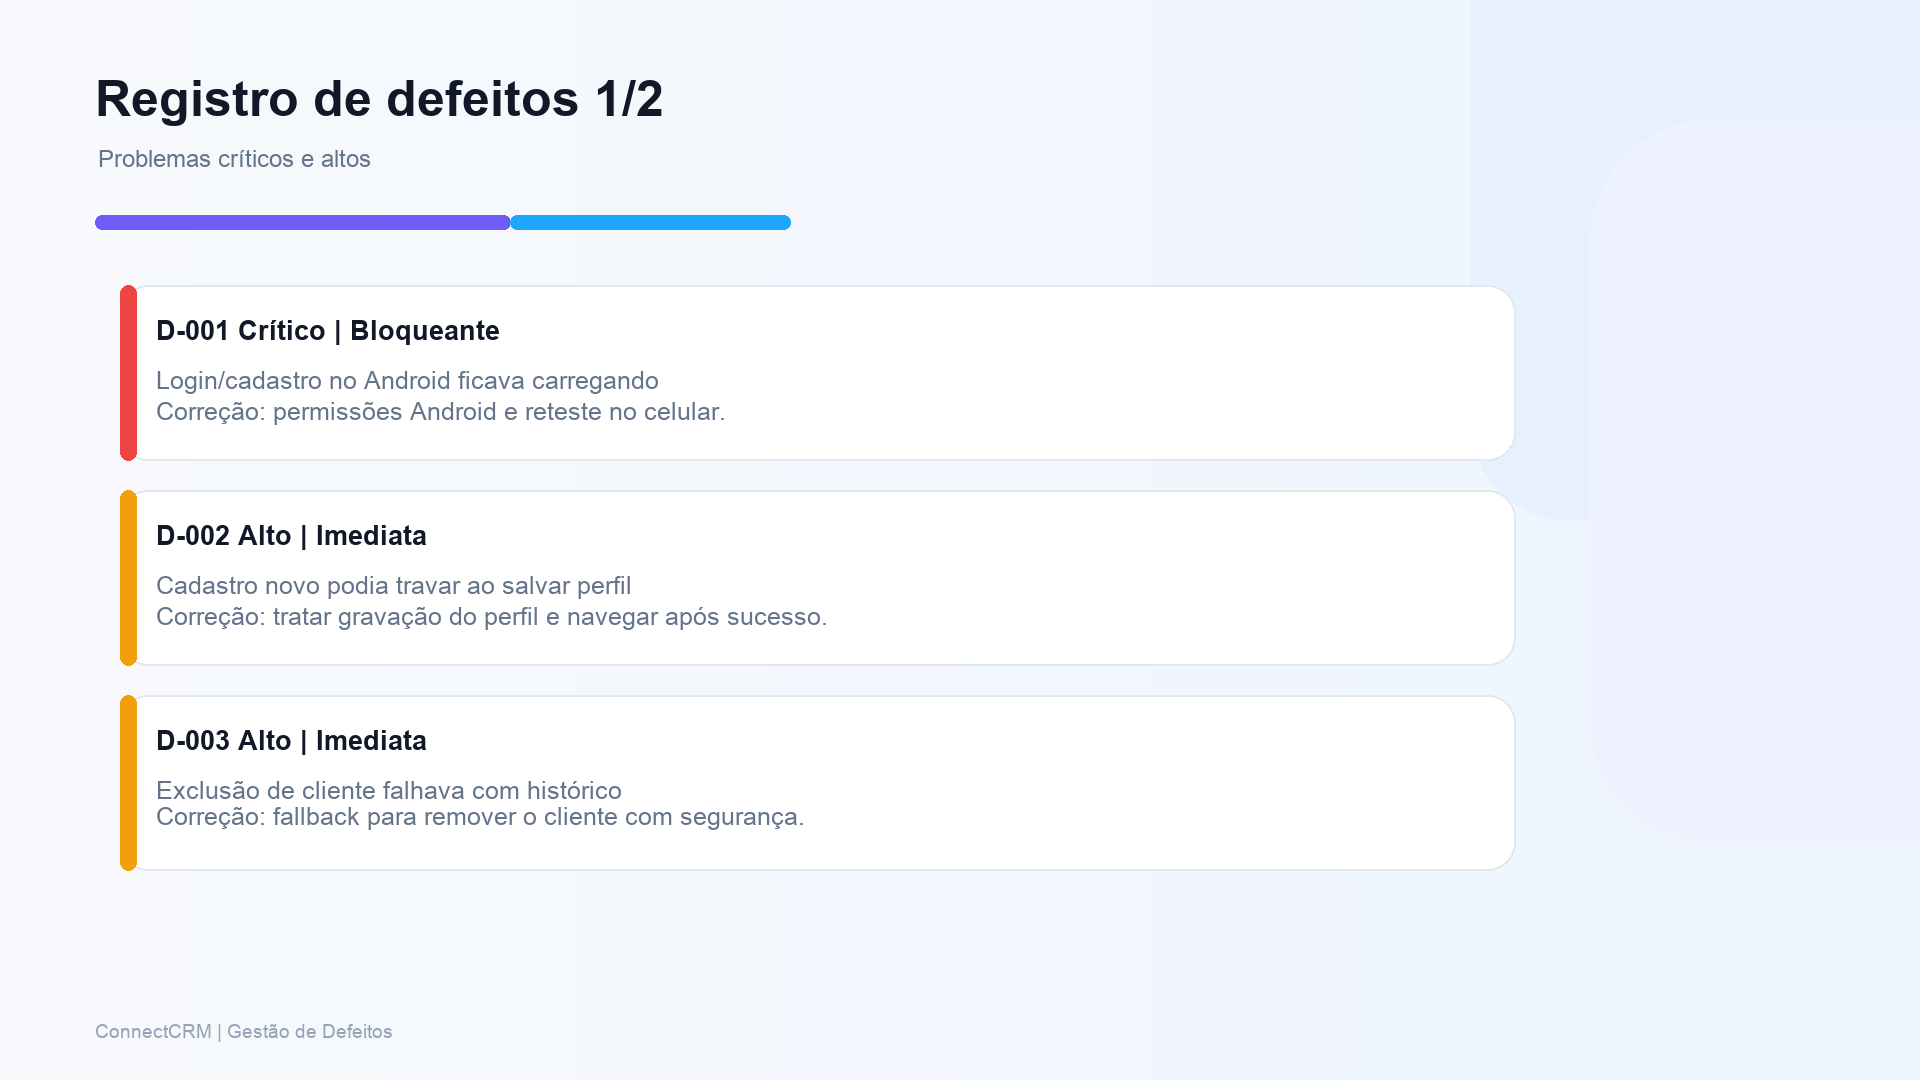 Registro de defeitos 1/2
Problemas críticos e altos
D-001 Crítico | Bloqueante
Login/cadastro no Android ficava carregando
Correção: permissões Android e reteste no celular.
D-002 Alto | Imediata
Cadastro novo podia travar ao salvar perfil
Correção: tratar gravação do perfil e navegar após sucesso.
D-003 Alto | Imediata
Exclusão de cliente falhava com histórico
Correção: fallback para remover o cliente com segurança.
ConnectCRM | Gestão de Defeitos